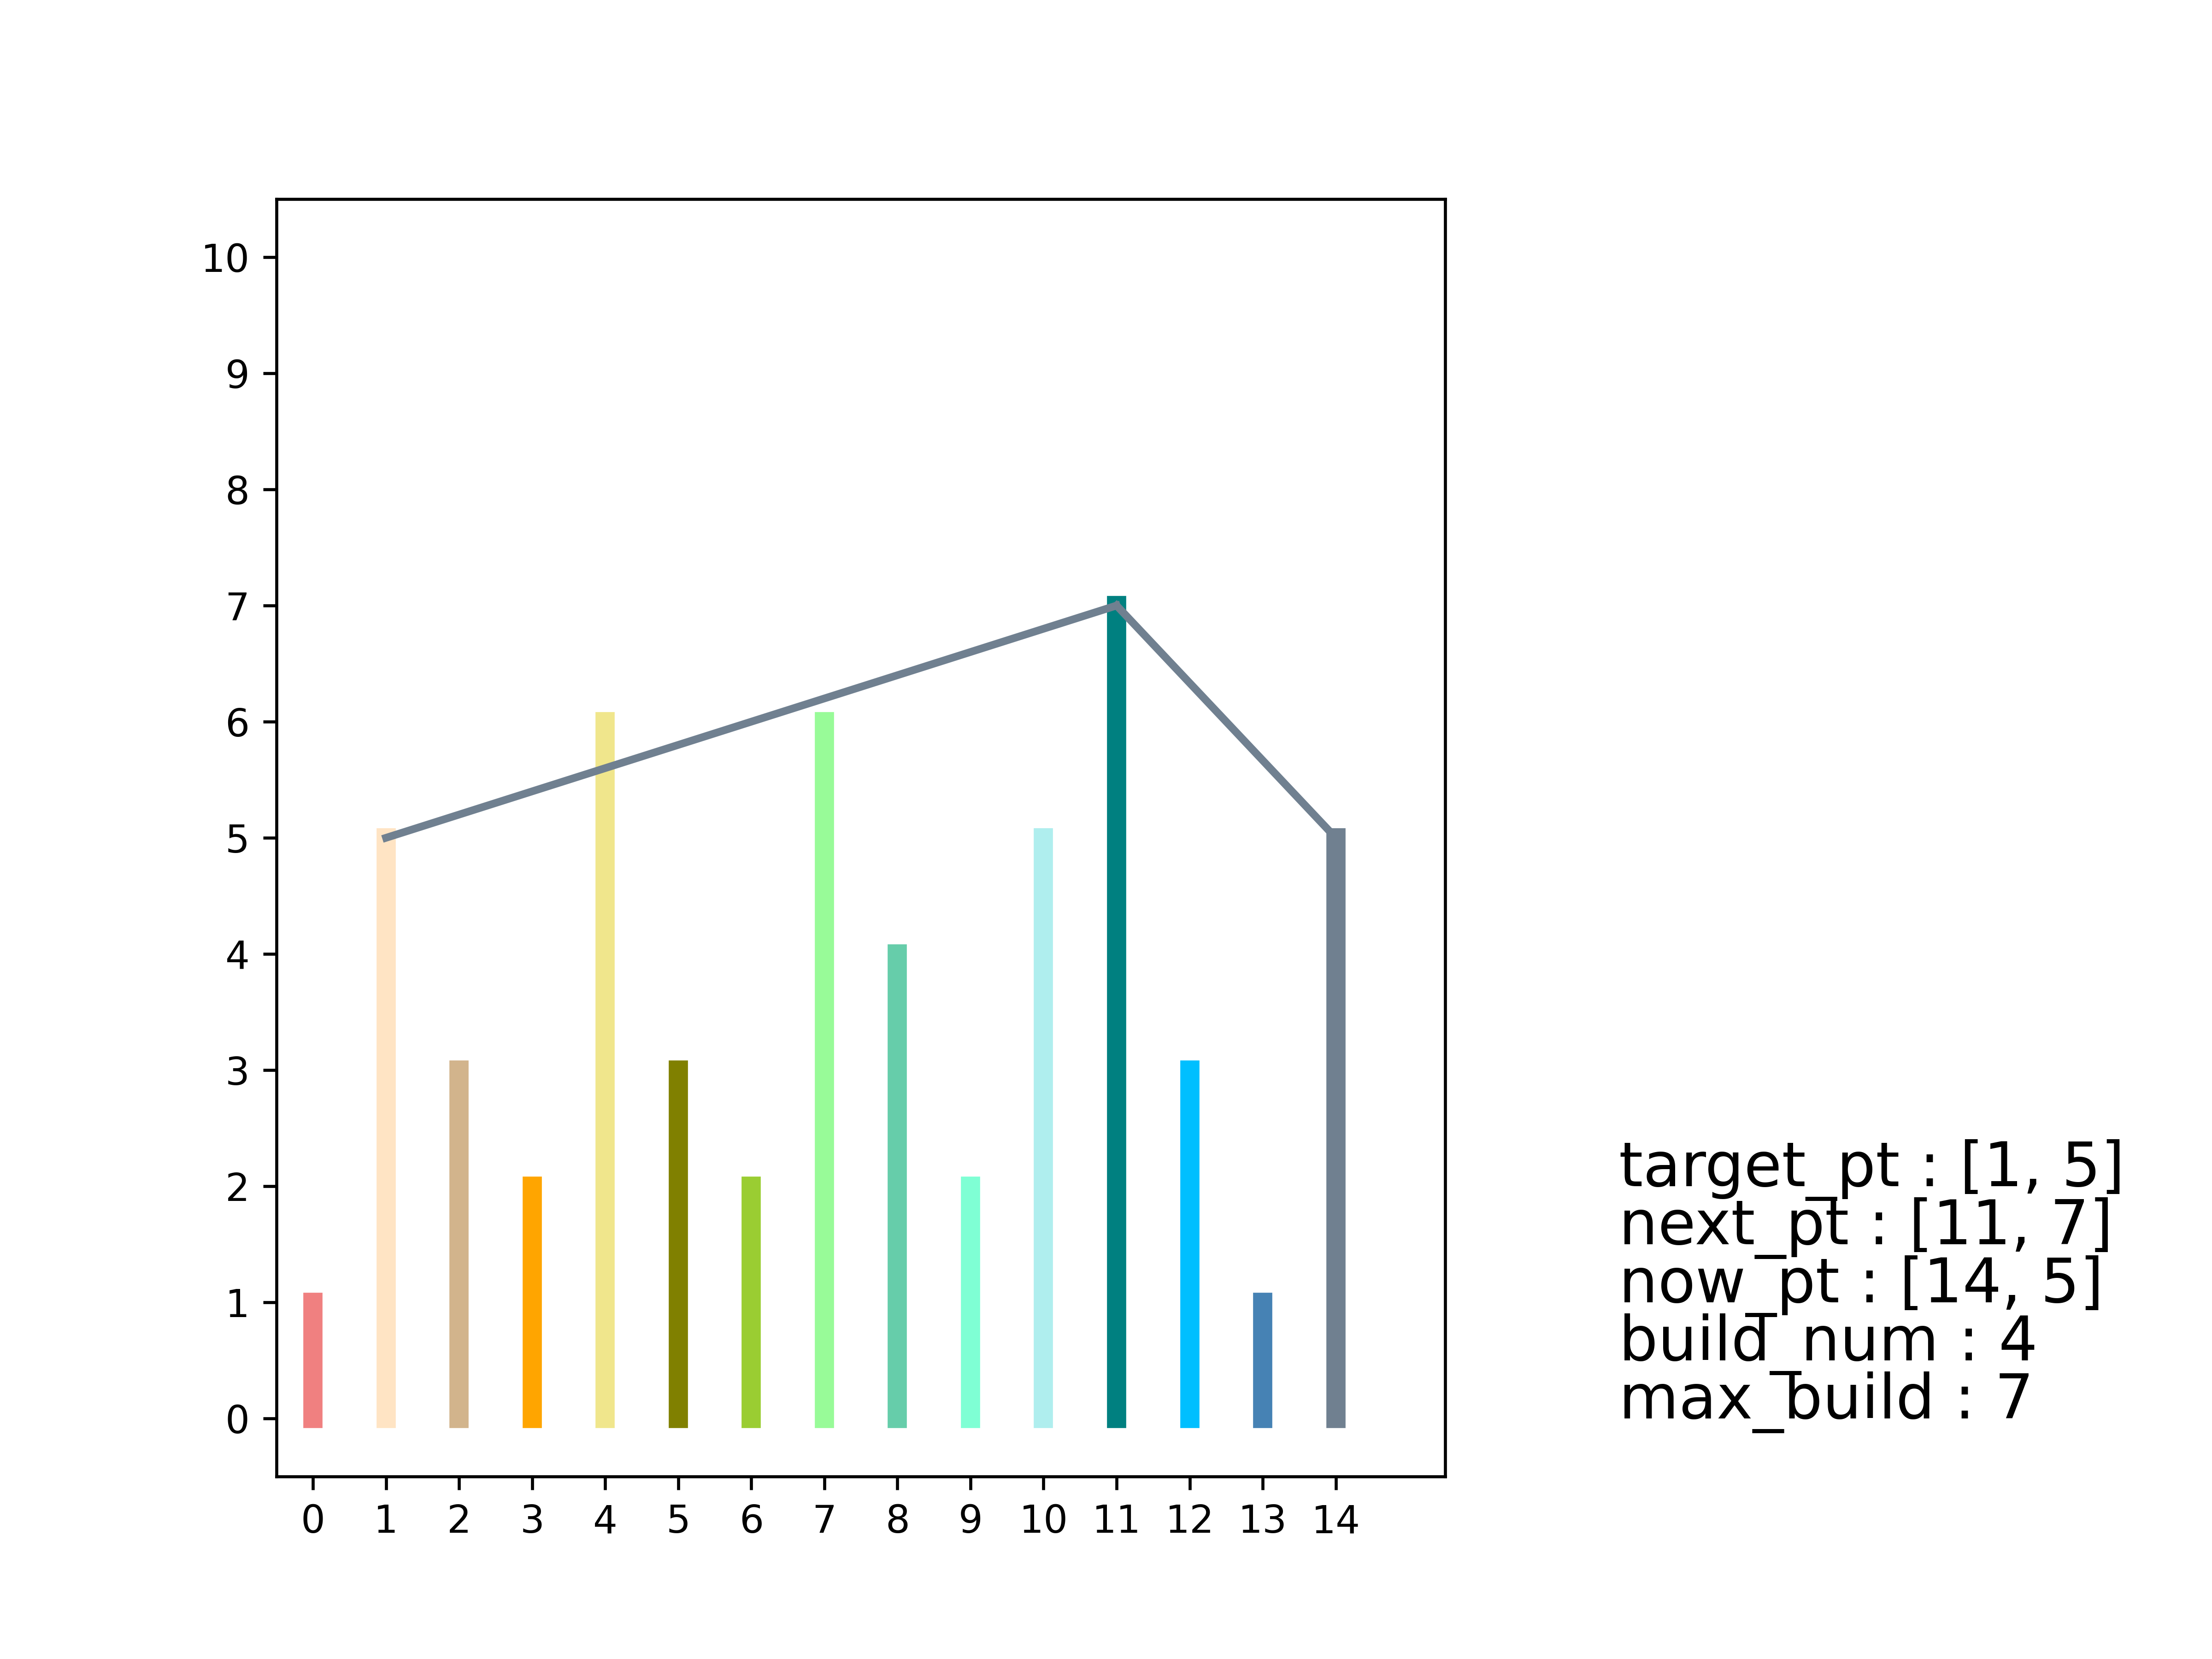 10
9
8
7
6
5
4
3
2
1
0
0 1 2 3 4 5 6 7 8 9 10 11 12 13 14
target_pt : [1, 5]
next_pt : [11, 7]
now_pt : [14, 5]
build_num : 4
max_build : 7